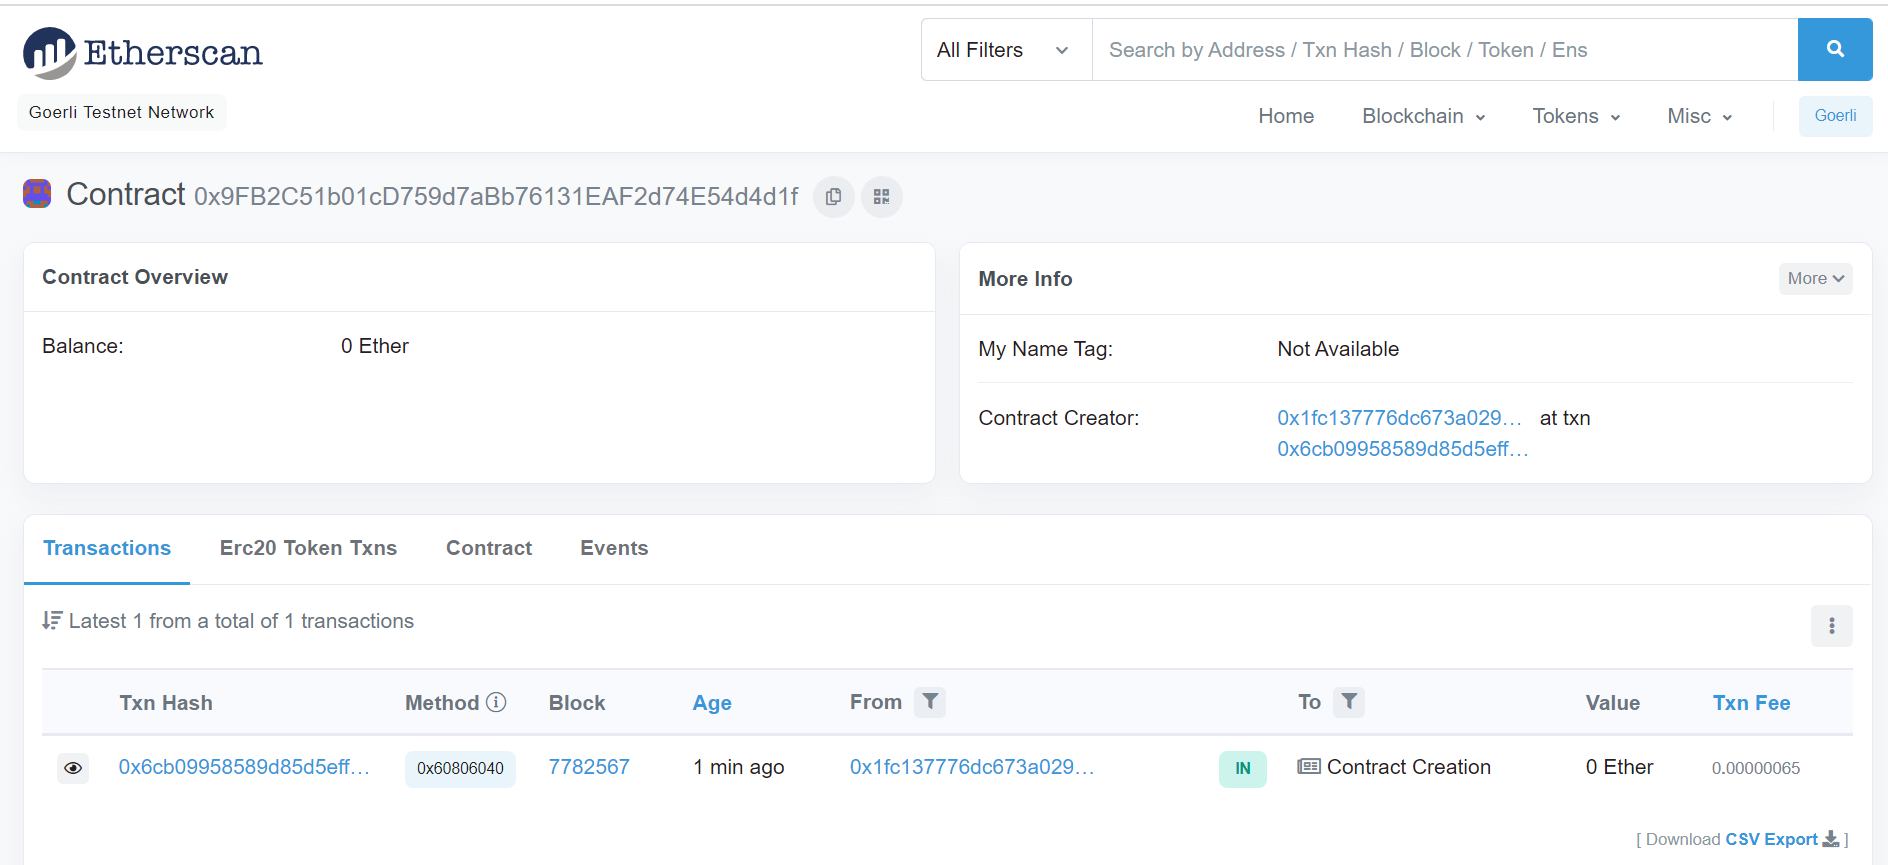 Etherscan
All Filters
Search by Address / Txn Hash / Block / Token / Ens
Goerli Testnet Network
Home Blockchain Tokens Misc Goerli
Contract 0x9FB2C51b01cD759d7aBb76131EAF2d74E54d4d1f
Contract Overview
Balance: 0 Ether
More Info
More
My Name Tag: Not Available
Contract Creator: 0x1fc137776dc673a029... at txn
0x6cb09958589d85d5eff...
Transactions Erc20 Token Txns Contract Events
Latest 1 from a total of 1 transactions
Txn Hash Method Block Age From To Value Txn Fee
0x6cb09958589d85d5eff... 0x60806040 7782567 1 min ago 0x1fc137776dc673a029... IN Contract Creation 0 Ether 0.00000065
[ Download CSV Export ]